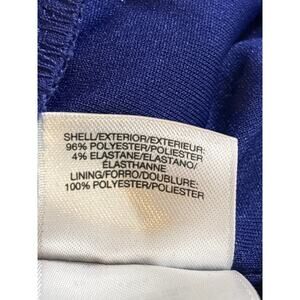 SHELL/EXTERIOR/EXTERIEUR:
96% POLYESTER/POLIESTER
4% ELASTANE/ELASTANO/
ÉLASTHANNE
LINING/FORRO/DOUBLURE:
100% POLYESTER/POLIESTER